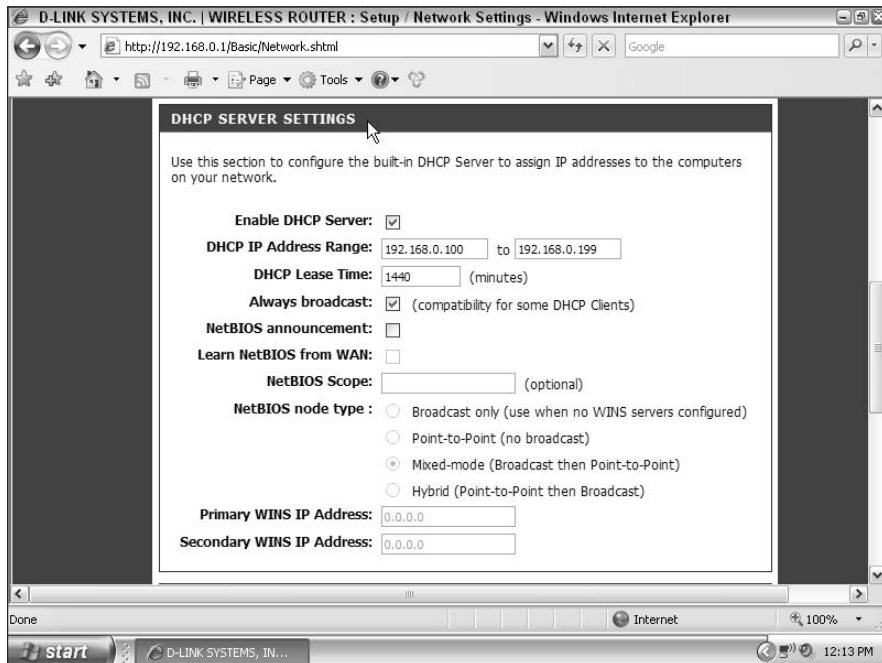 D-LINK SYSTEMS, INC. | WIRELESS ROUTER : Setup / Network Settings - Windows Internet Explorer
http://192.168.0.1/Basic/Network.shtml
Google
Page
Tools
DHCP SERVER SETTINGS
Use this section to configure the built-in DHCP Server to assign IP addresses to the computers
on your network.
Enable DHCP Server:
DHCP IP Address Range: 192.168.0.100 to 192.168.0.199
DHCP Lease Time: 1440 (minutes)
Always broadcast: (compatibility for some DHCP Clients)
NetBIOS announcement:
Learn NetBIOS from WAN:
NetBIOS Scope: (optional)
NetBIOS node type : Broadcast only (use when no WINS servers configured)
Point-to-Point (no broadcast)
Mixed-mode (Broadcast then Point-to-Point)
Hybrid (Point-to-Point then Broadcast)
Primary WINS IP Address: 0.0.0.0
Secondary WINS IP Address: 0.0.0.0
Done
Internet
100%
start
D-LINK SYSTEMS, IN...
12:13 PM